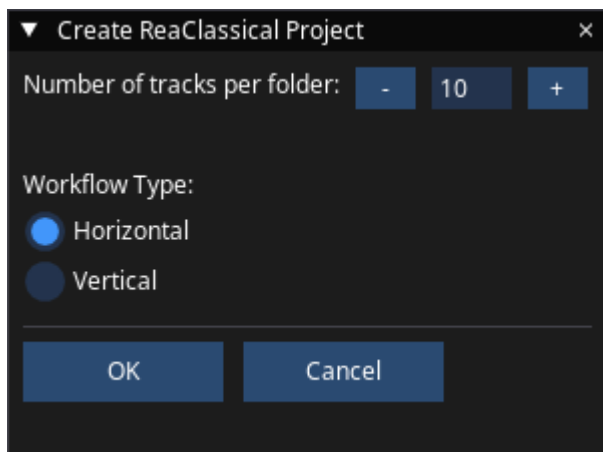 ▼ Create ReaClassical Project ×
Number of tracks per folder: - 10 +
Workflow Type:
Horizontal
Vertical
OK Cancel